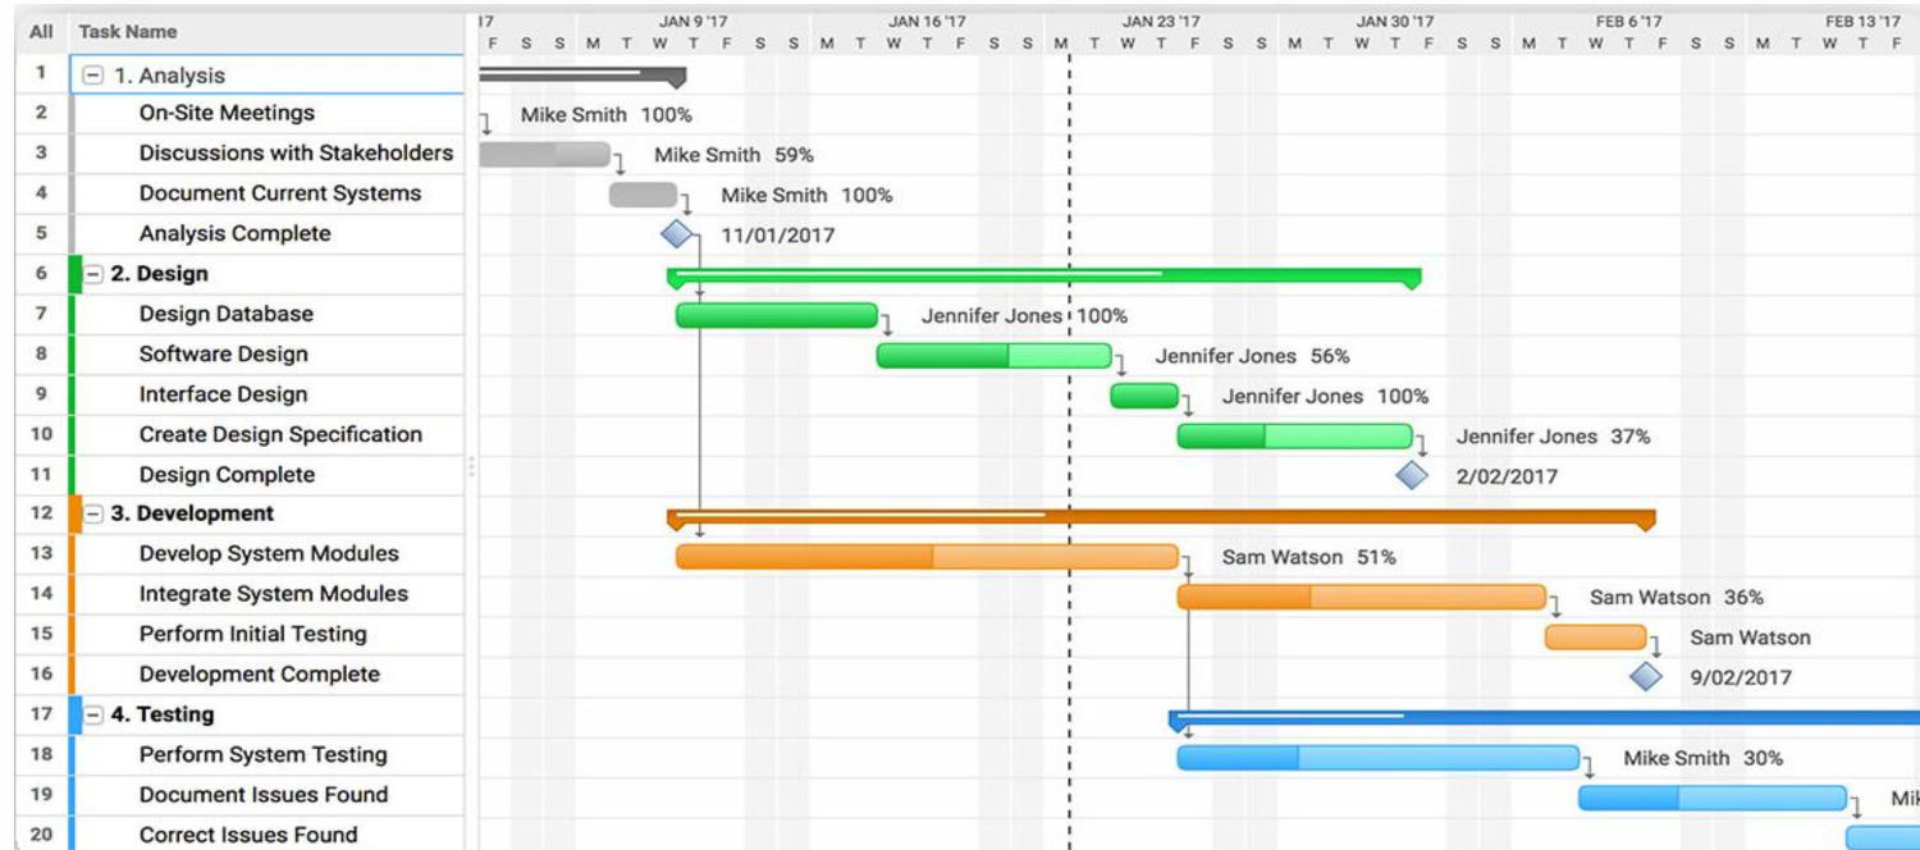 All Task Name 17 JAN 9 '17 JAN 16 '17 JAN 23 '17 JAN 30 '17 FEB 6 '17 FEB 13 '17
F S S M T W T F S S M T W T F S S M T W T F S S M T W T F S S M T W T F S S M T W T F
1 1. Analysis
2 On-Site Meetings Mike Smith 100%
3 Discussions with Stakeholders Mike Smith 59%
4 Document Current Systems Mike Smith 100%
5 Analysis Complete 11/01/2017
6 2. Design
7 Design Database Jennifer Jones 100%
8 Software Design Jennifer Jones 56%
9 Interface Design Jennifer Jones 100%
10 Create Design Specification Jennifer Jones 37%
11 Design Complete 2/02/2017
12 3. Development
13 Develop System Modules Sam Watson 51%
14 Integrate System Modules Sam Watson 36%
15 Perform Initial Testing Sam Watson
16 Development Complete 9/02/2017
17 4. Testing
18 Perform System Testing Mike Smith 30%
19 Document Issues Found
20 Correct Issues Found